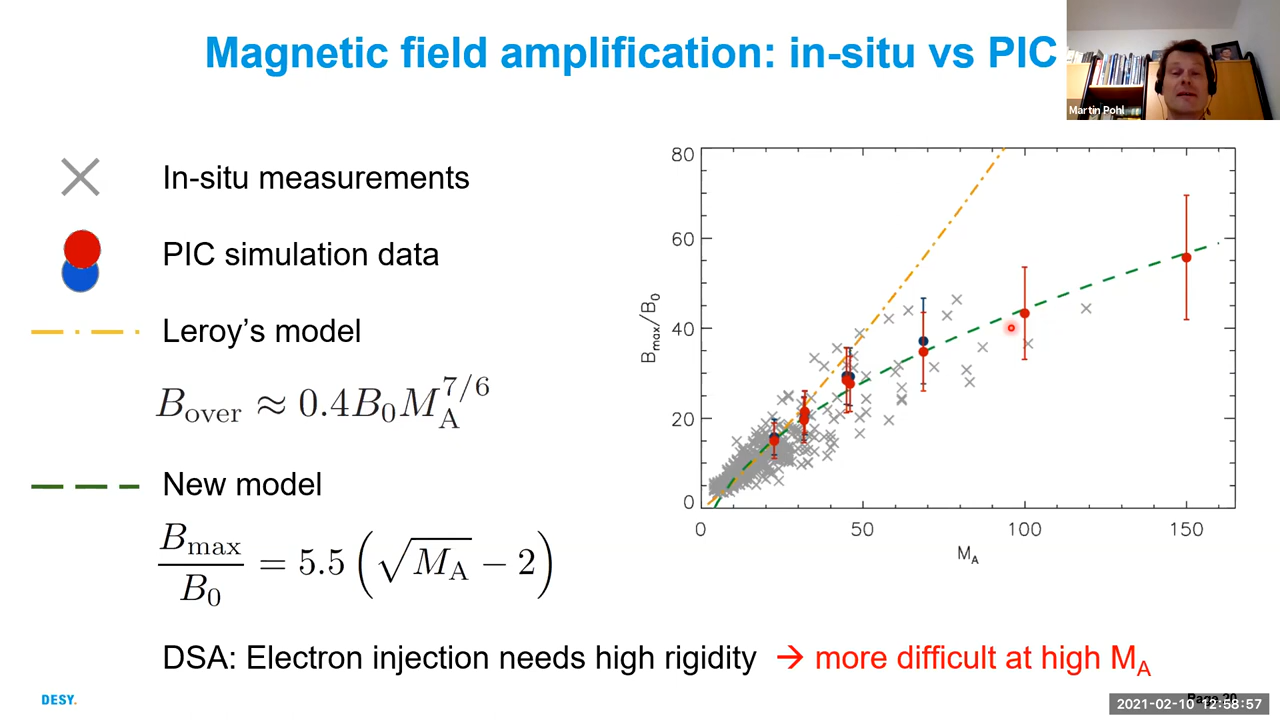 Magnetic field amplification: in-situ vs PIC
Martin Pohl
In-situ measurements
PIC simulation data
Leroy's model
B_over ≈ 0.4B_0M_A^{7/6}
New model
B_max/B_0 = 5.5 (√M_A − 2)
80
60
40
20
0
B_max/B_0
0 50 100 150
M_A
DSA: Electron injection needs high rigidity → more difficult at high M_A
DESY.
2021-02-10 12:58:57